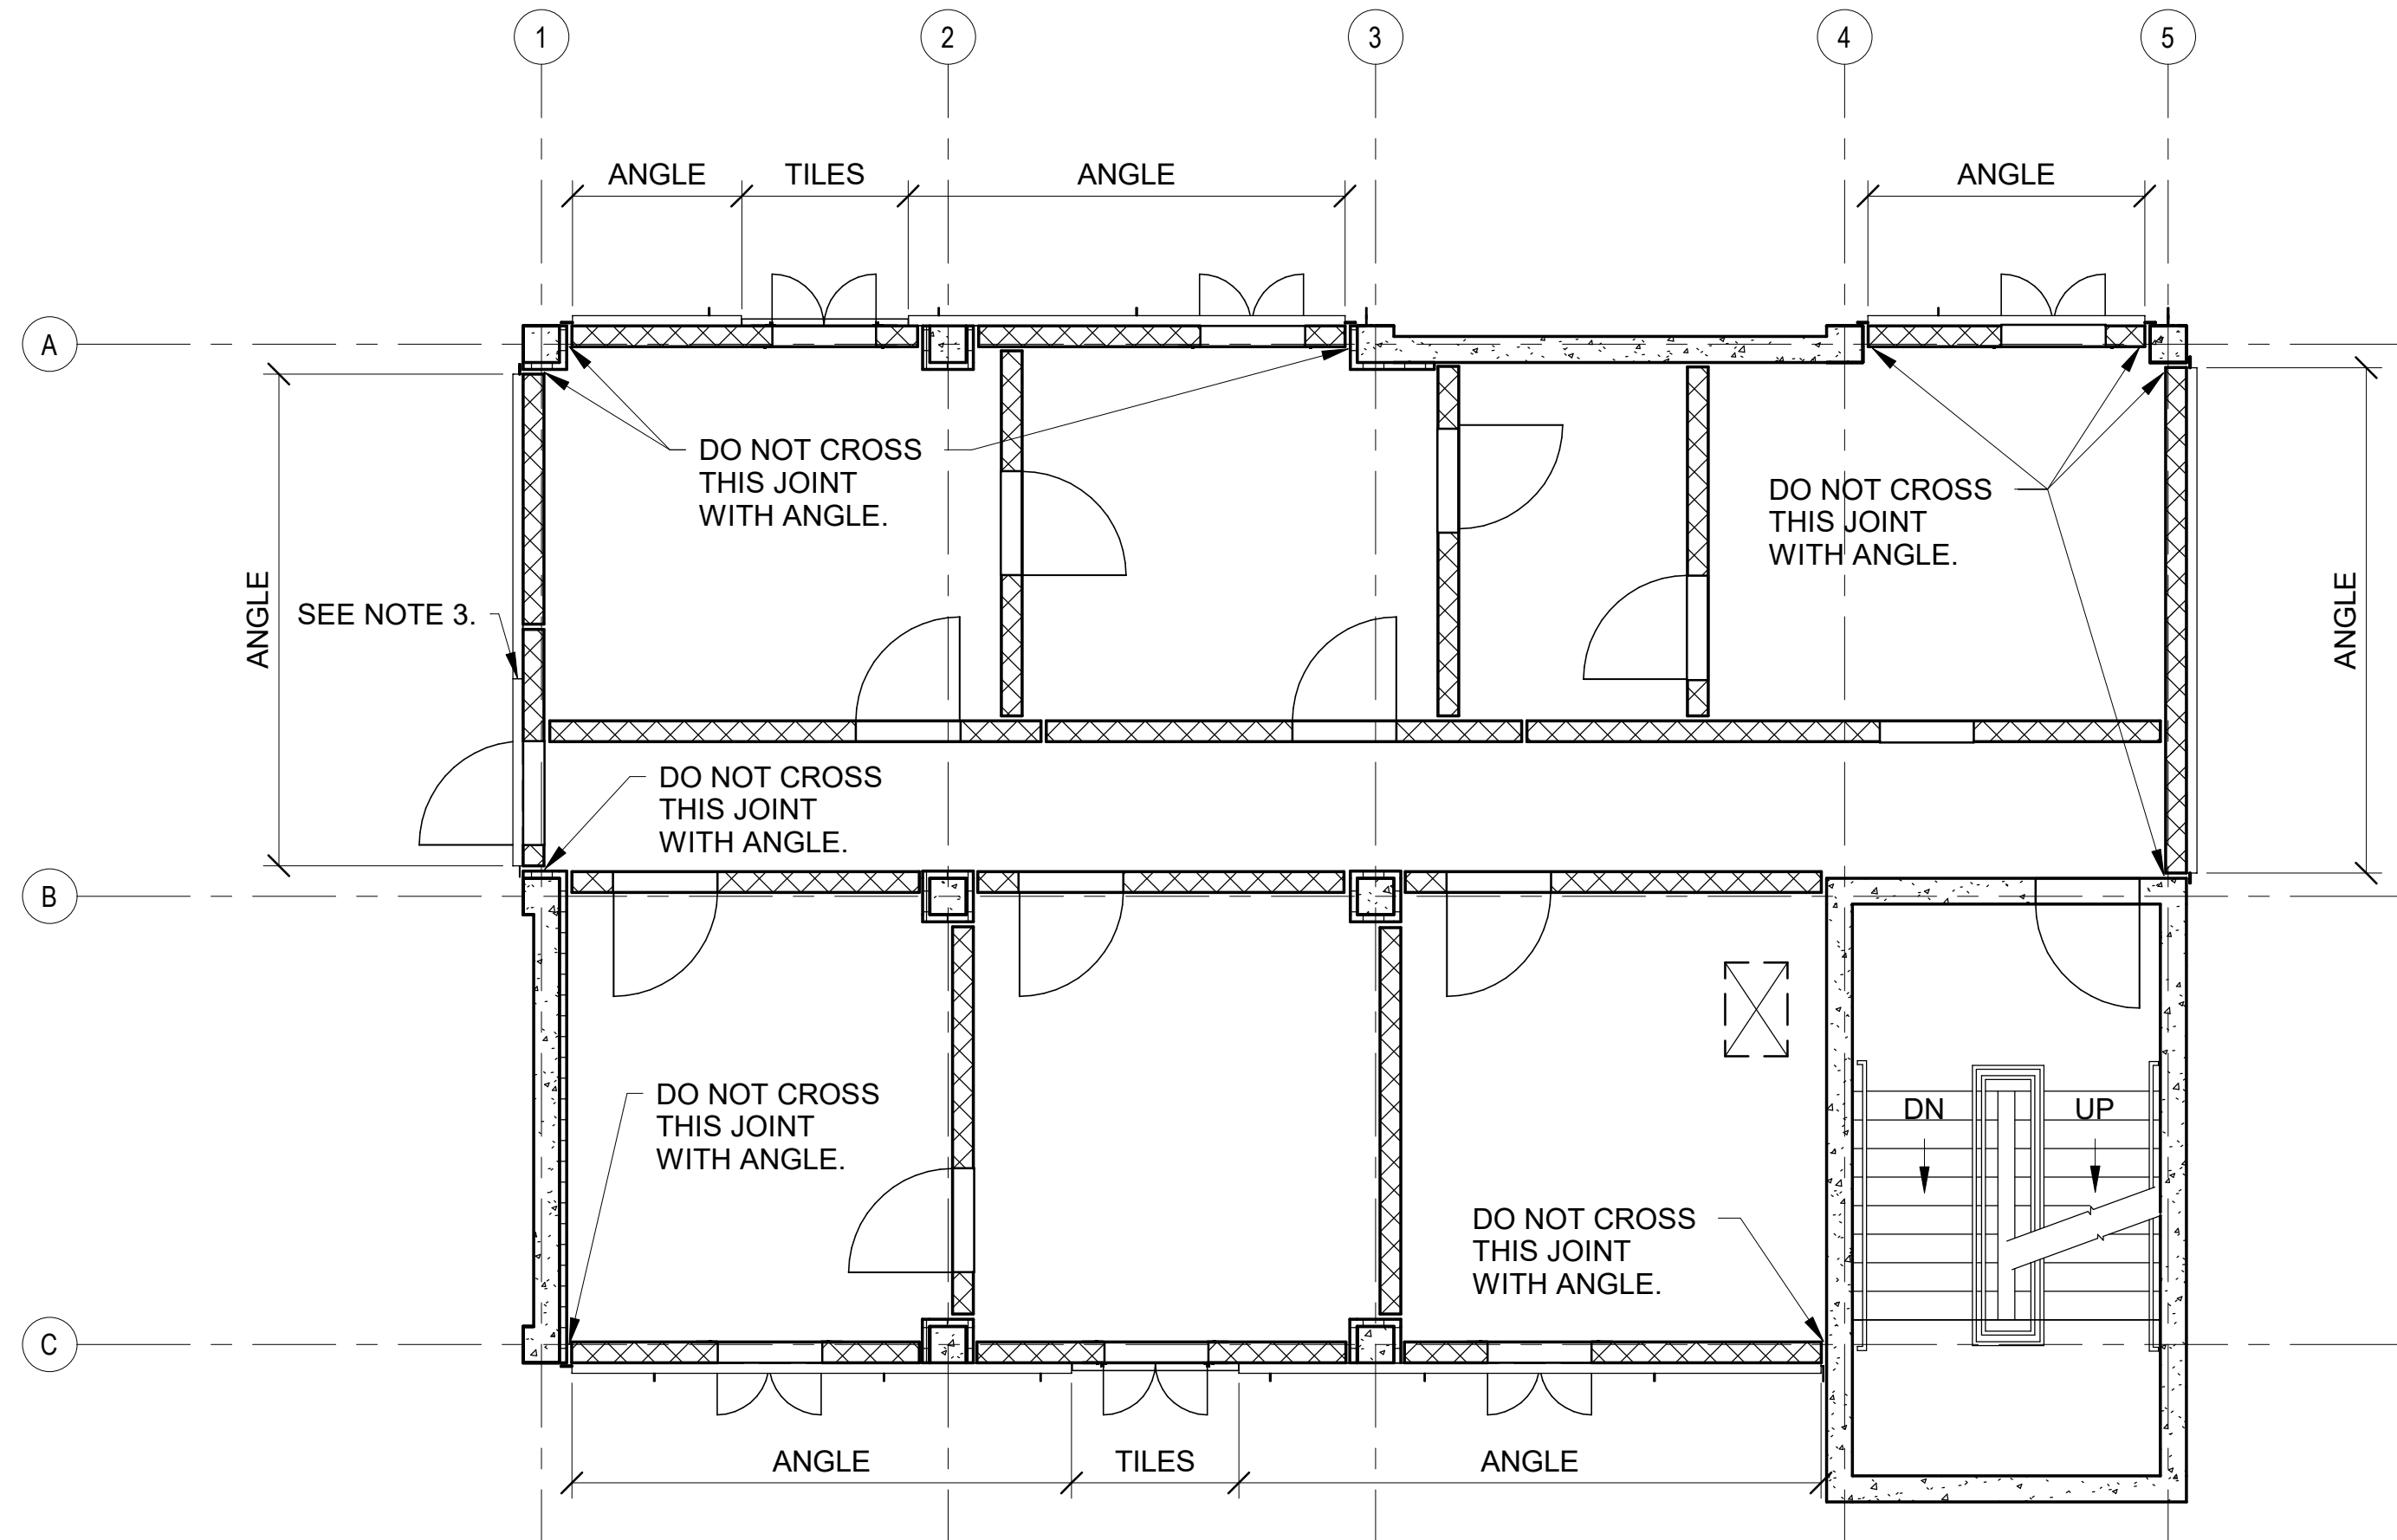 1
2
3
4
5
ANGLE
TILES
ANGLE
ANGLE
A
DO NOT CROSS
THIS JOINT
WITH ANGLE.
DO NOT CROSS
THIS JOINT
WITH ANGLE.
ANGLE
SEE NOTE 3.
ANGLE
DO NOT CROSS
THIS JOINT
WITH ANGLE.
B
DO NOT CROSS
THIS JOINT
WITH ANGLE.
DN
UP
DO NOT CROSS
THIS JOINT
WITH ANGLE.
C
ANGLE
TILES
ANGLE